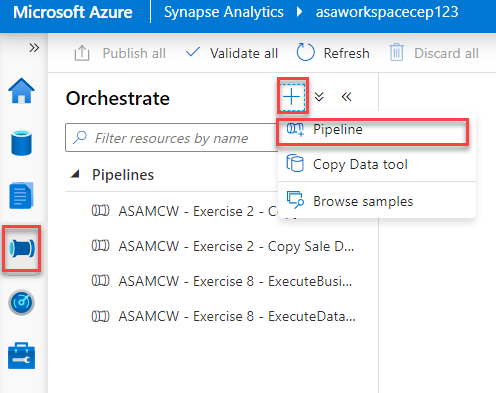 Microsoft Azure Synapse Analytics asaworkspacecep123
Publish all Validate all Refresh Discard all
Orchestrate
Filter resources by name
Pipeline
Copy Data tool
Browse samples
Pipelines
ASAMCW - Exercise 2 - Co
ASAMCW - Exercise 2 - Copy Sale D...
ASAMCW - Exercise 8 - ExecuteBusi...
ASAMCW - Exercise 8 - ExecuteData...